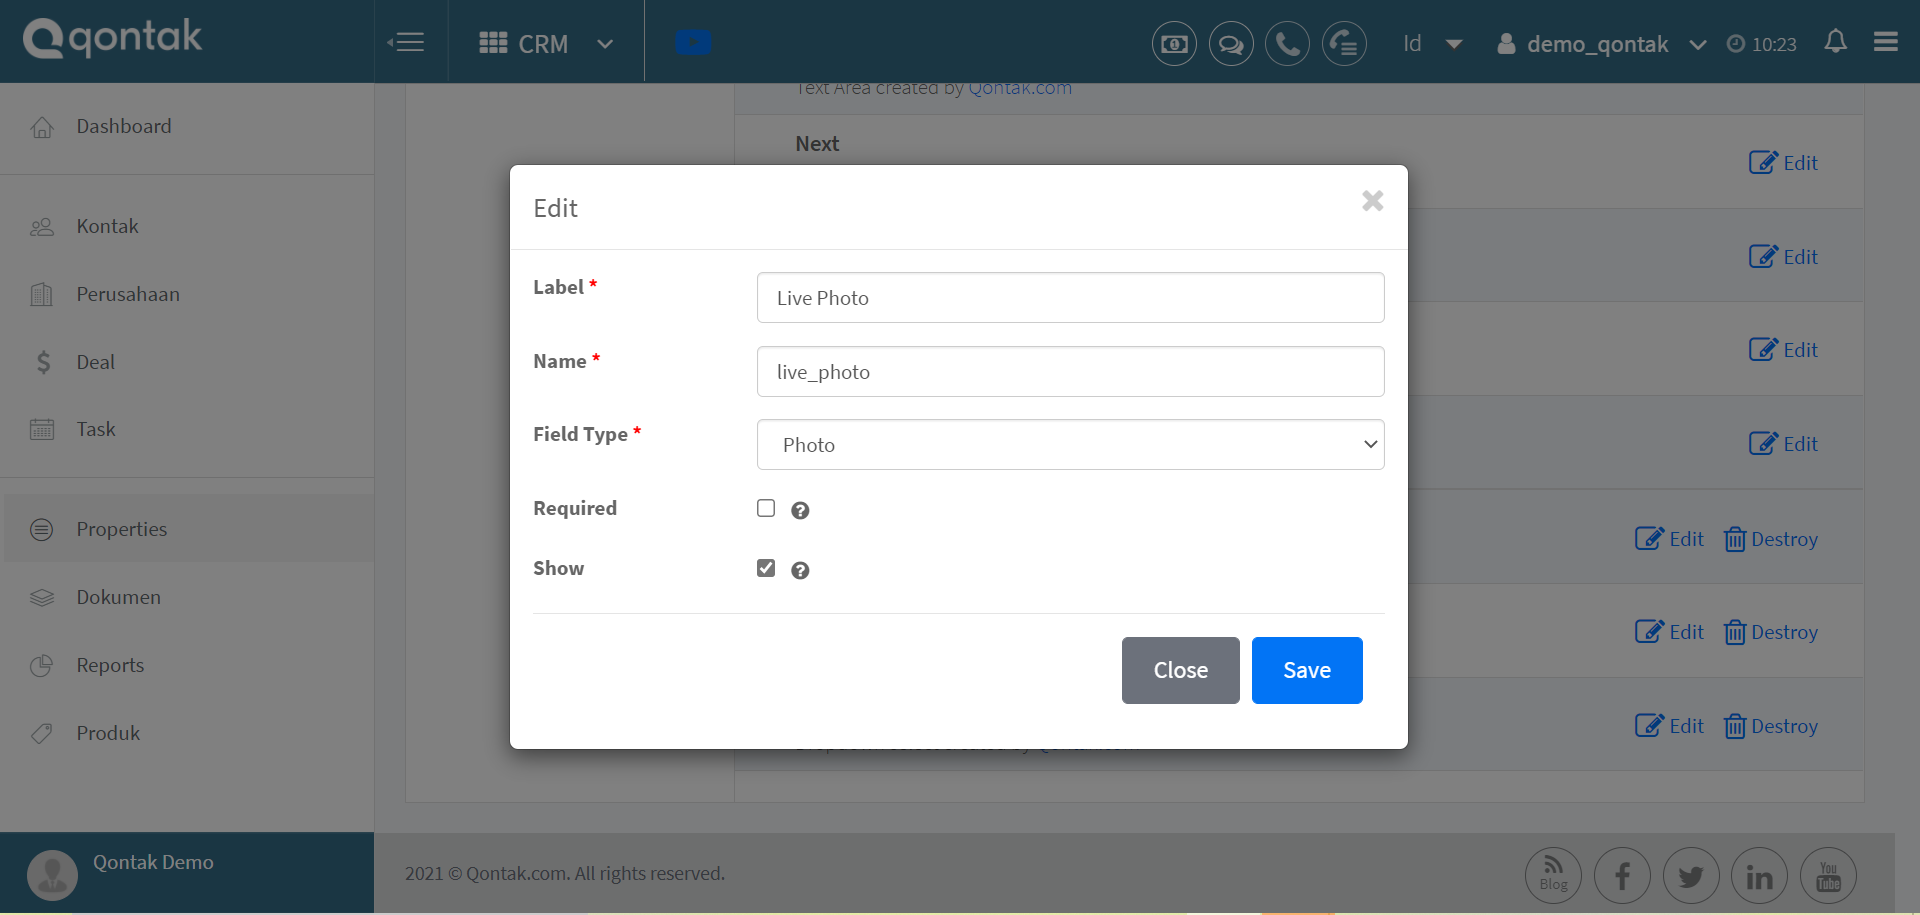 qontak
CRM
Id
demo_qontak
10:23
Dashboard
Kontak
Perusahaan
Deal
Task
Properties
Dokumen
Reports
Produk
Qontak Demo
Text Area created by Qontak.com
Next
Edit
Edit
Edit
Edit
Edit Destroy
Edit Destroy
Edit Destroy
Edit
Label *
Live Photo
Name *
live_photo
Field Type *
Photo
Required
Show
Close Save
2021 © Qontak.com. All rights reserved.
Blog
You
Tube